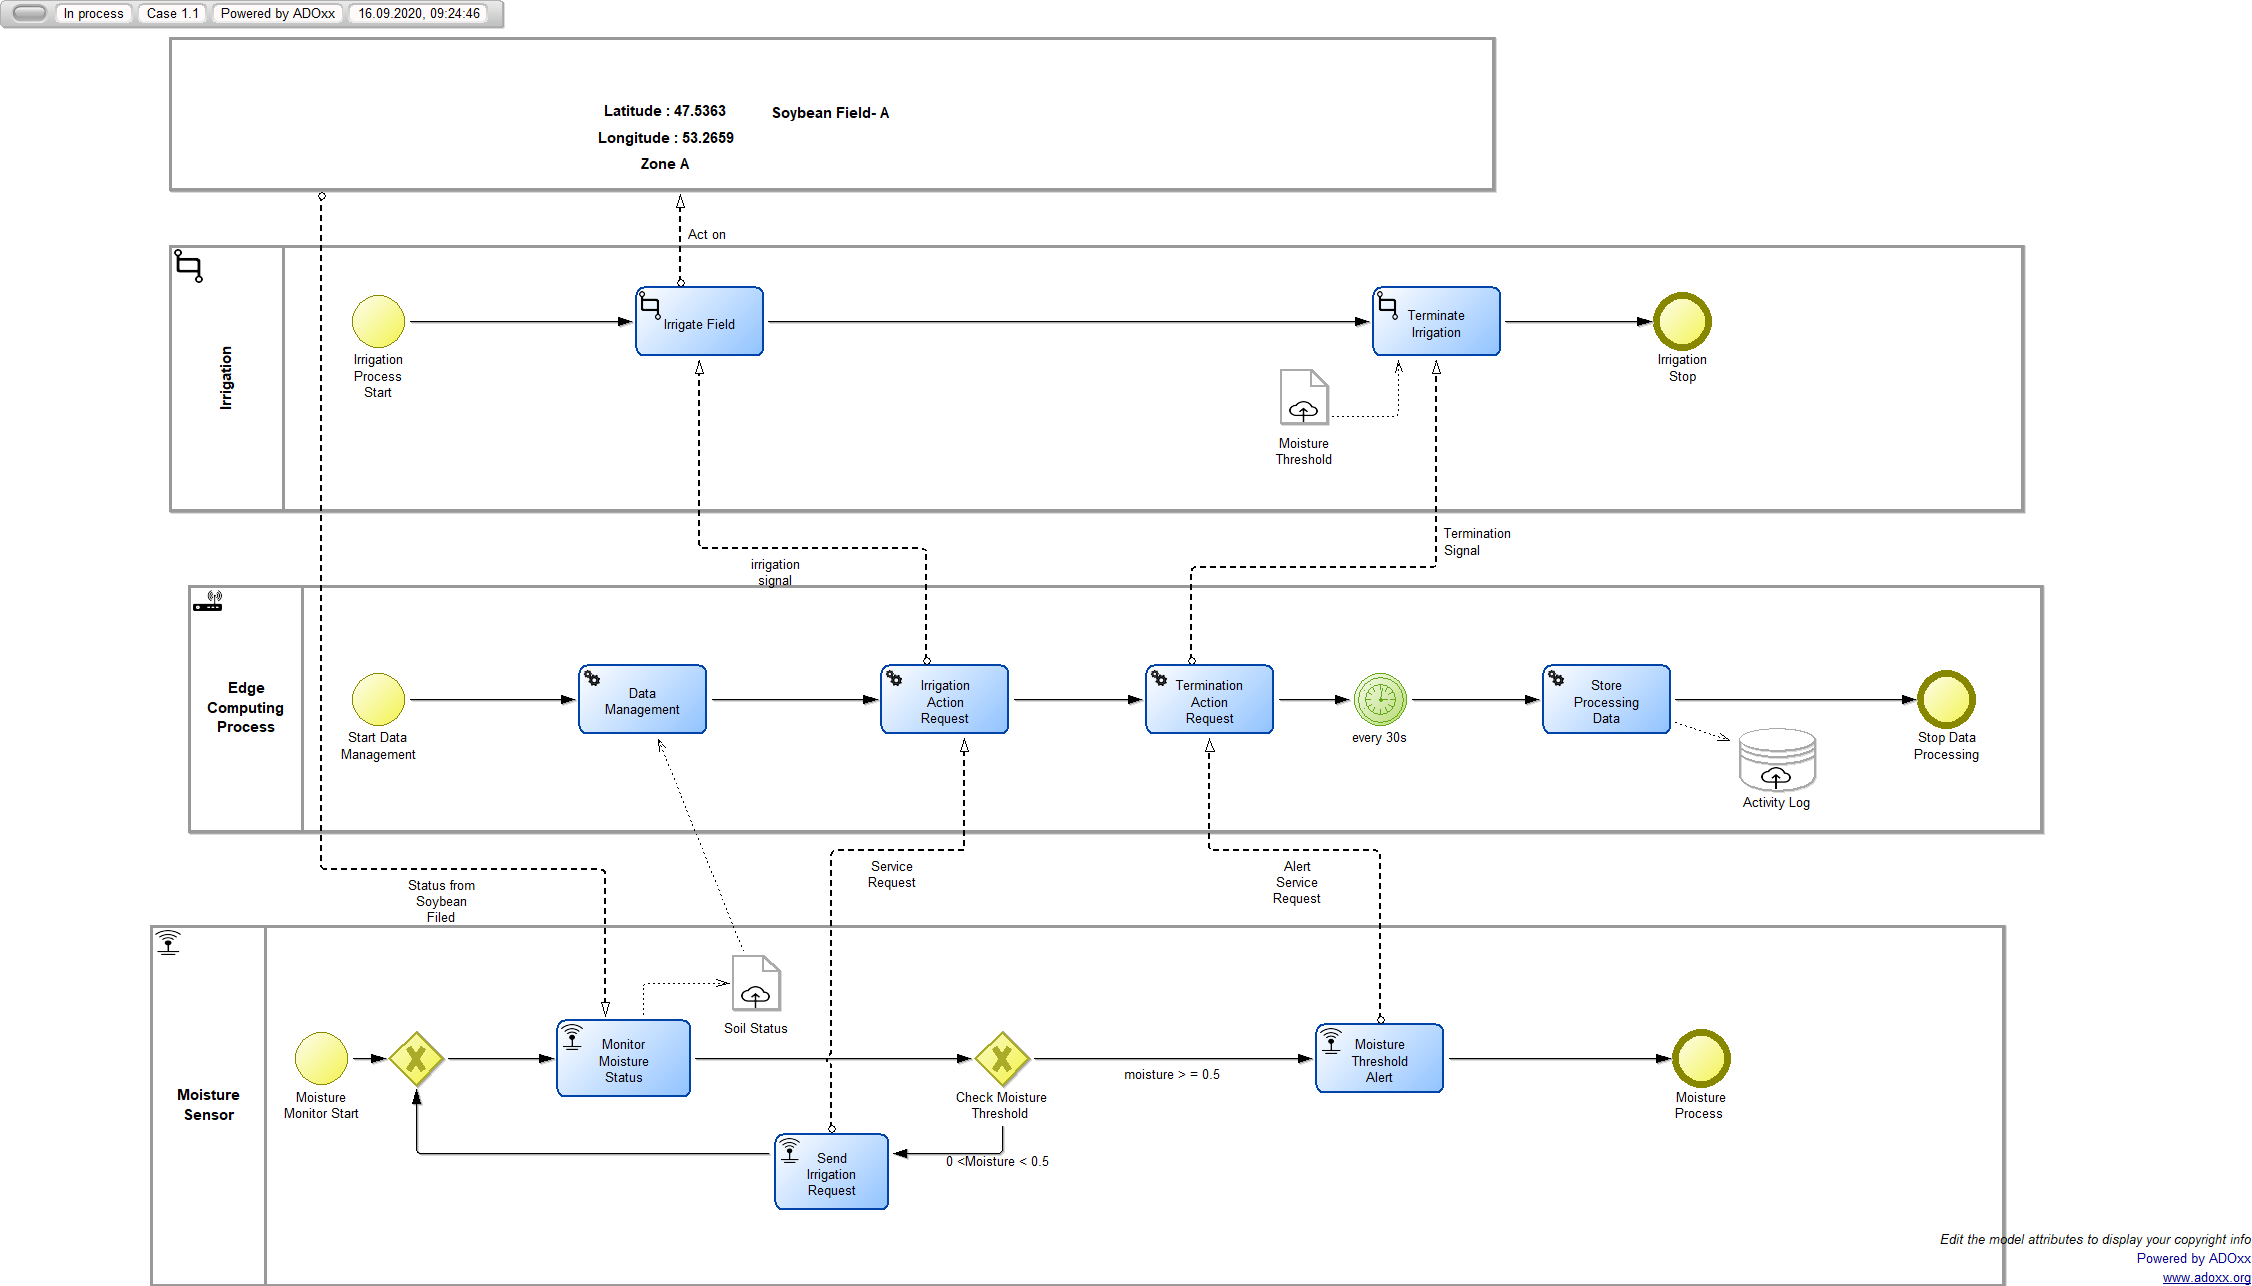 In process
Case 1.1
Powered by ADOxx
16.09.2020, 09:24:46
Latitude : 47.5363
Longitude : 53.2659
Zone A
Soybean Field- A
Act on
Irrigation
Irrigation
Process
Start
Irrigate Field
Terminate
Irrigation
Irrigation
Stop
Moisture
Threshold
irrigation
signal
Termination
Signal
Edge
Computing
Process
Start Data
Management
Data
Management
Irrigation
Action
Request
Termination
Action
Request
every 30s
Store
Processing
Data
Activity Log
Stop Data
Processing
Status from
Soybean
Filed
Service
Request
Alert
Service
Request
Moisture
Sensor
Moisture
Monitor Start
Monitor
Moisture
Status
Soil Status
Check Moisture
Threshold
moisture > = 0.5
0 <Moisture < 0.5
Send
Irrigation
Request
Moisture
Threshold
Alert
Moisture
Process
Edit the model attributes to display your copyright info
Powered by ADOxx
www.adoxx.org